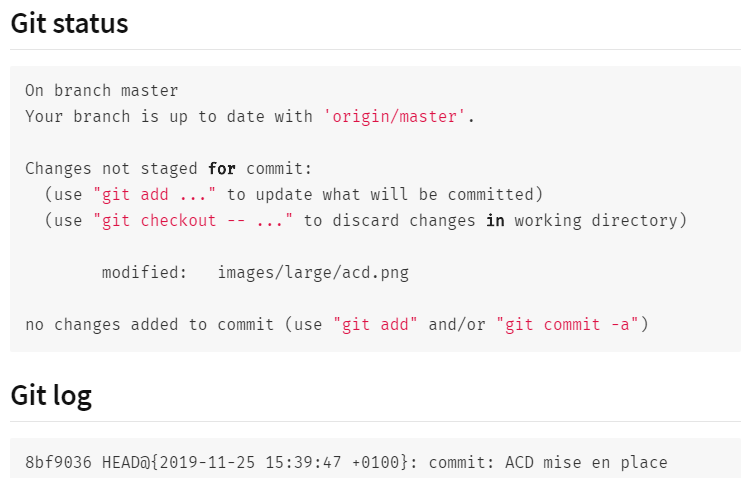 Git status
On branch master
Your branch is up to date with 'origin/master'.
Changes not staged for commit:
(use "git add ..." to update what will be committed)
(use "git checkout -- ..." to discard changes in working directory)
modified: images/large/acd.png
no changes added to commit (use "git add" and/or "git commit -a")
Git log
8bf9036 HEAD@{2019-11-25 15:39:47 +0100}: commit: ACD mise en place